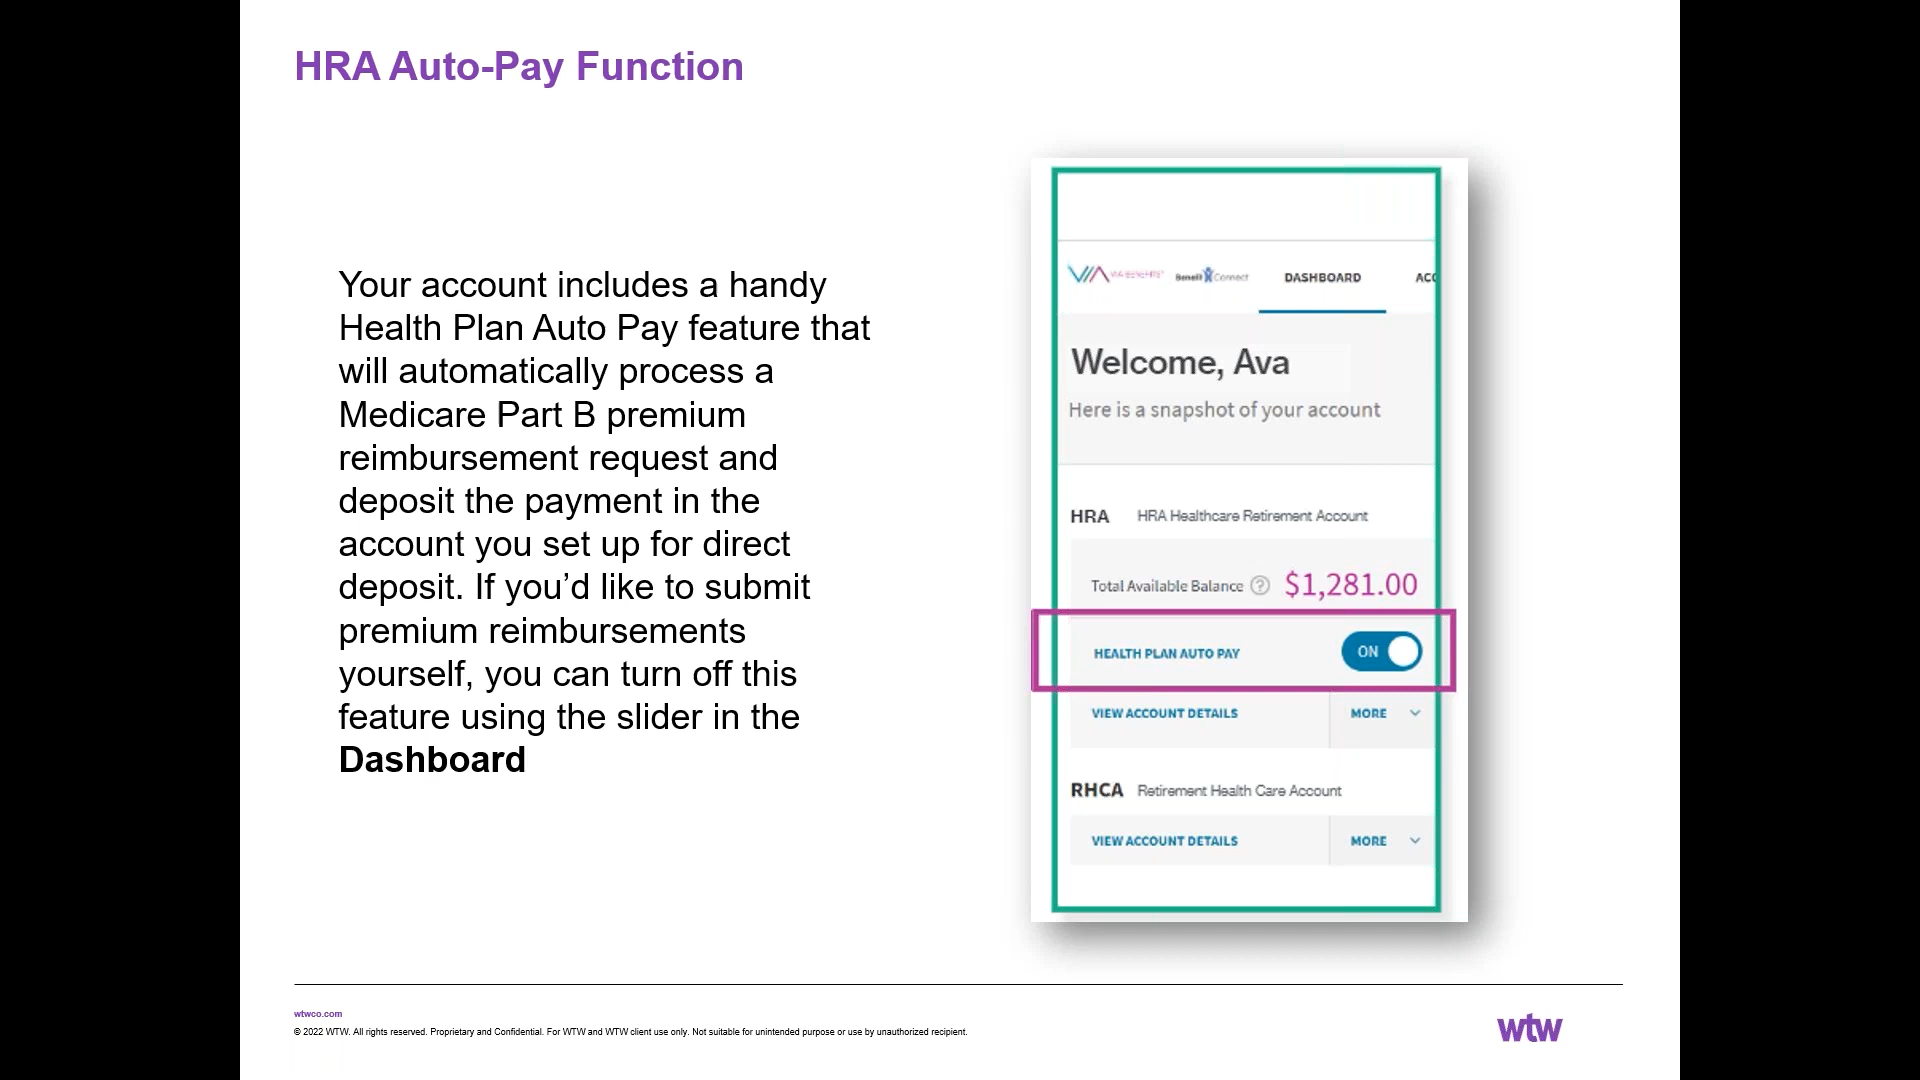 HRA Auto-Pay Function
Your account includes a handy
Health Plan Auto Pay feature that
will automatically process a
Medicare Part B premium
reimbursement request and
deposit the payment in the
account you set up for direct
deposit. If you’d like to submit
premium reimbursements
yourself, you can turn off this
feature using the slider in the
Dashboard
VIA VIA BENEFITS Benefit Connect DASHBOARD ACC
Welcome, Ava
Here is a snapshot of your account
HRA HRA Healthcare Retirement Account
Total Available Balance ? $1,281.00
HEALTH PLAN AUTO PAY ON
VIEW ACCOUNT DETAILS MORE
RHCA Retirement Health Care Account
VIEW ACCOUNT DETAILS MORE
wtwco.com
© 2022 WTW. All rights reserved. Proprietary and Confidential. For WTW and WTW client use only. Not suitable for unintended purpose or use by unauthorized recipient.
wtw